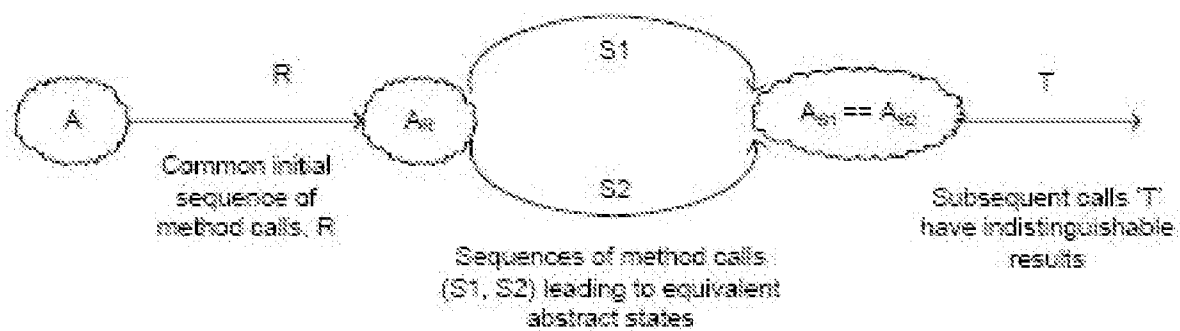 S1
R
T
A
A_R
A_S1 == A_S2
Common initial
sequence of
method calls, R
S2
Subsequent calls 'T'
have indistinguishable
results
Sequences of method calls
(S1, S2) leading to equivalent
abstract states